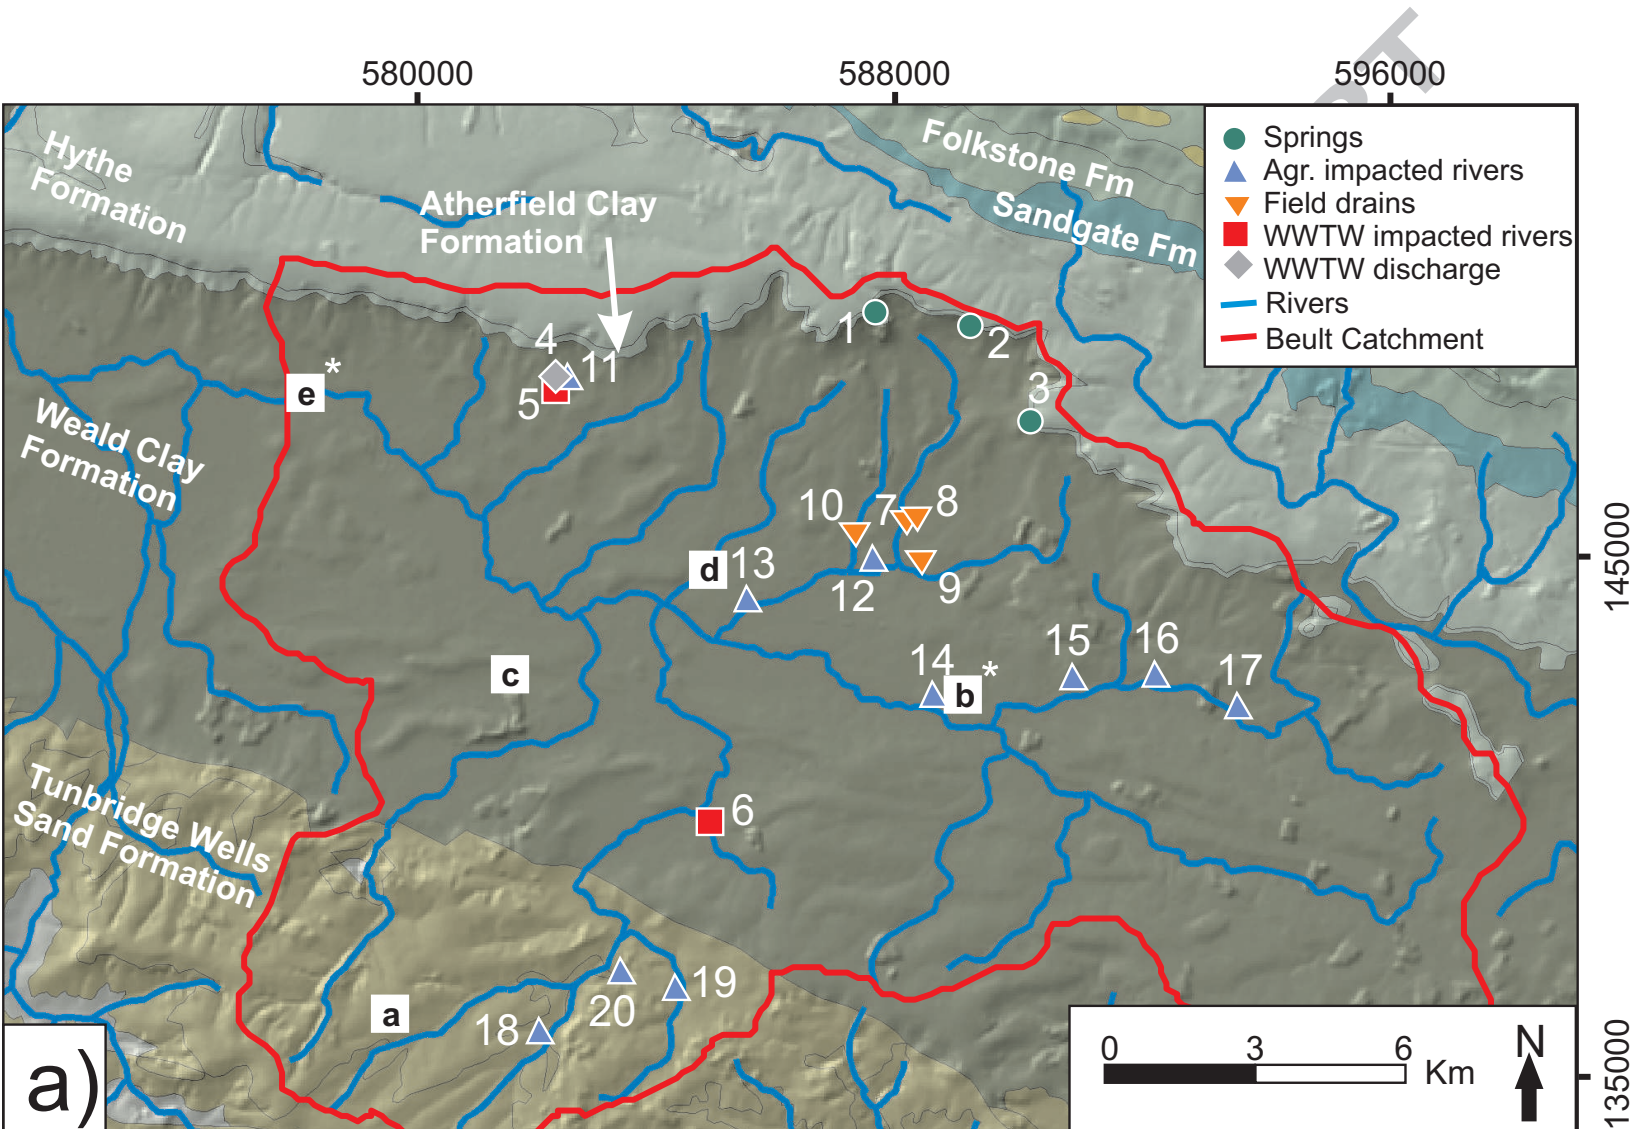 PT
580000
588000
596000
Hythe
Formation
Atherfield Clay
Formation
Folkstone Fm
Sandgate Fm
Springs
Agr. impacted rivers
Field drains
WWTW impacted rivers
WWTW discharge
Rivers
Beult Catchment
1
2
3
4
11
5
e *
Weald Clay
Formation
10
7
8
d
13
12
9
145000
c
14
b *
15
16
17
Tunbridge Wells
Sand Formation
6
a
18
20
19
a)
0 3 6
Km
N
135000